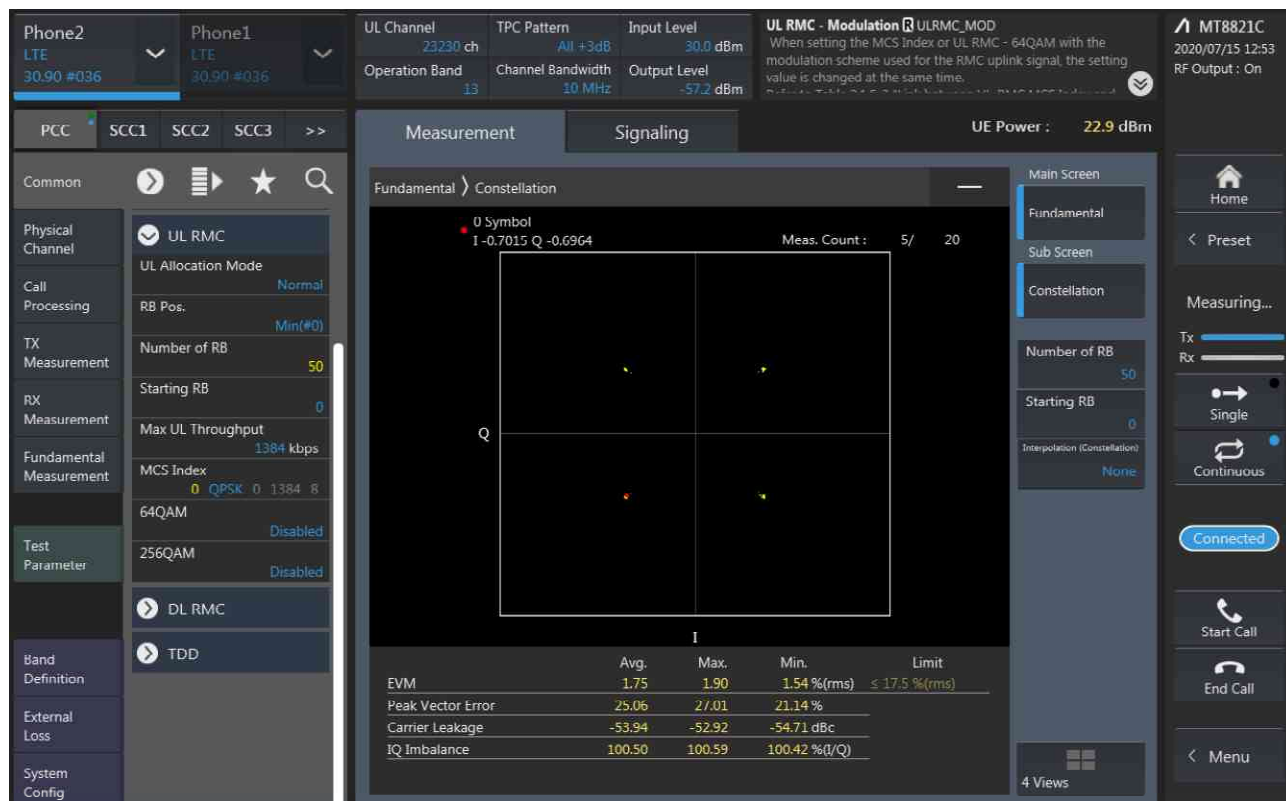 Phone2
LTE
30.90 #036
Phone1
LTE
30.90 #036
UL Channel
23230 ch
TPC Pattern
All +3dB
Input Level
30.0 dBm
Operation Band
13
Channel Bandwidth
10 MHz
Output Level
-57.2 dBm
UL RMC - Modulation R ULRMC_MOD
When setting the MCS Index or UL RMC - 64QAM with the
modulation scheme used for the RMC uplink signal, the setting
value is changed at the same time.
MT8821C
2020/07/15 12:53
RF Output : On
PCC
SCC1
SCC2
SCC3
>>
Measurement
Signaling
UE Power : 22.9 dBm
Common
Physical
Channel
Call
Processing
TX
Measurement
RX
Measurement
Fundamental
Measurement
Test
Parameter
Band
Definition
External
Loss
System
Config
UL RMC
UL Allocation Mode
Normal
RB Pos.
Min(#0)
Number of RB
50
Starting RB
0
Max UL Throughput
1384 kbps
MCS Index
0 QPSK 0 1384 8
64QAM
Disabled
256QAM
Disabled
DL RMC
TDD
Fundamental 〉 Constellation
0 Symbol
I -0.7015 Q -0.6964
Meas. Count : 5/ 20
Q
I
Avg. Max. Min. Limit
EVM 1.75 1.90 1.54 %(rms) ≤ 17.5 %(rms)
Peak Vector Error 25.06 27.01 21.14 %
Carrier Leakage -53.94 -52.92 -54.71 dBc
IQ Imbalance 100.50 100.59 100.42 %(I/Q)
Main Screen
Fundamental
Sub Screen
Constellation
Number of RB
50
Starting RB
0
Interpolation (Constellation)
None
4 Views
Home
< Preset
Measuring...
Tx
Rx
Single
Continuous
Connected
Start Call
End Call
< Menu